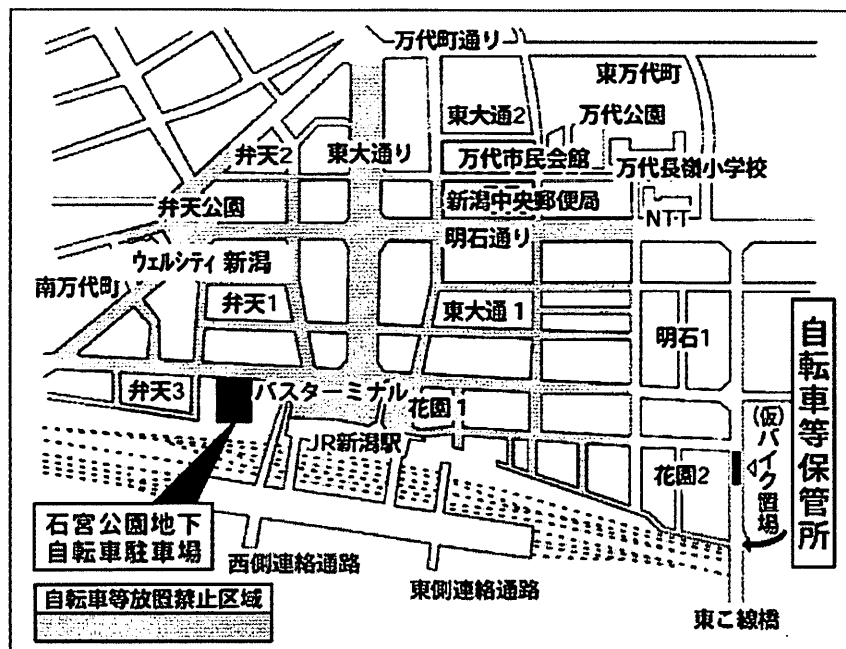 万代町通り
東万代町
東大通2
万代公園
弁天2
東大通り
万代市民会館
万代長嶺小学校
弁天公園
新潟中央郵便局
NTT
明石通り
ウェルシティ新潟
南万代町
弁天1
東大通1
明石1
自転車等保管所
弁天3
バスターミナル
花園1
(仮)バイク置場
JR新潟駅
花園2
石宮公園地下
自転車駐車場
西側連絡通路
東側連絡通路
自転車等放置禁止区域
東こ線橋